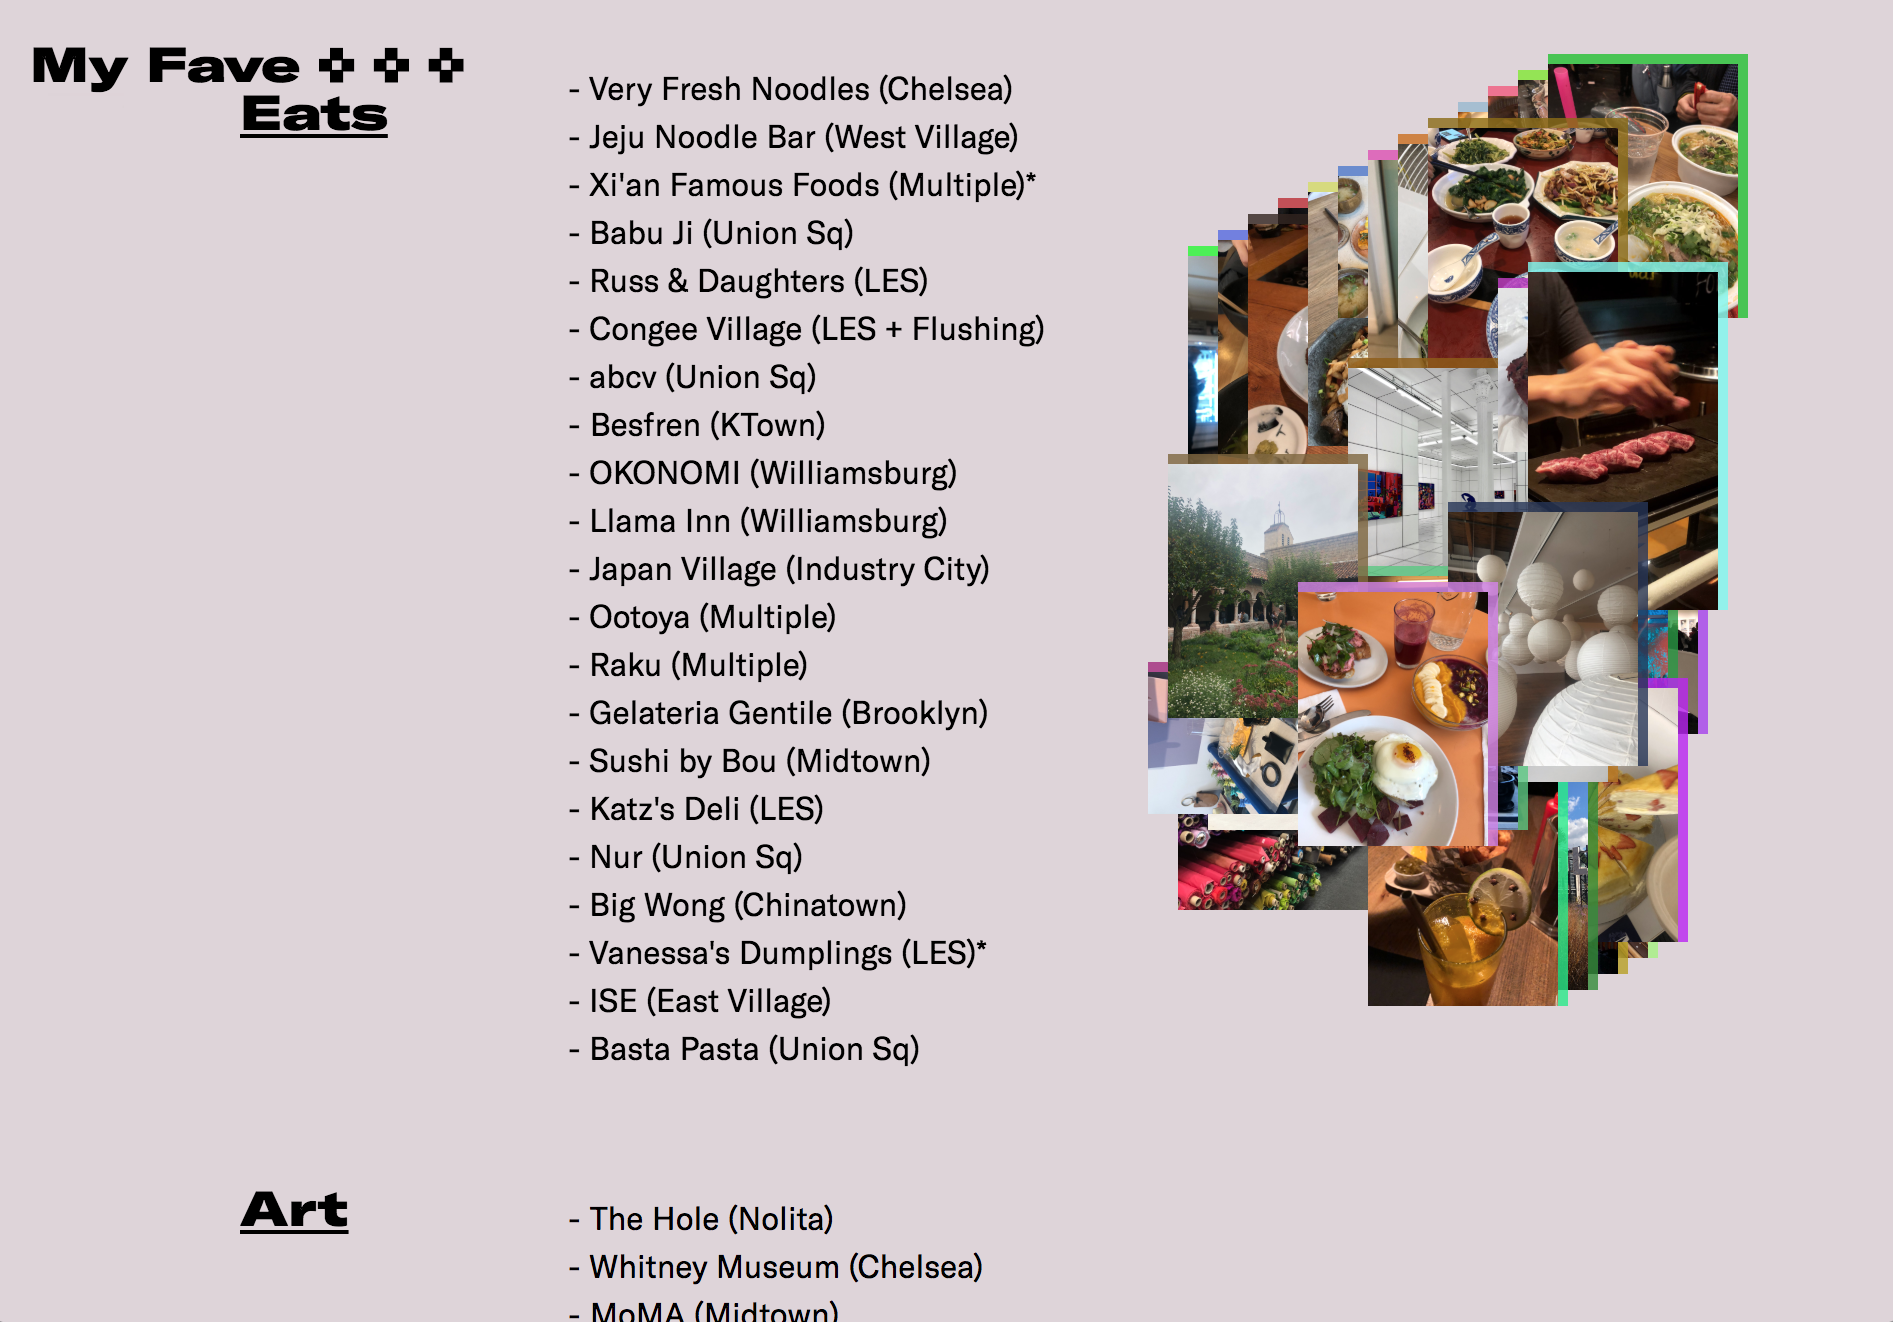 My Fave
Eats
- Very Fresh Noodles (Chelsea)
- Jeju Noodle Bar (West Village)
- Xi'an Famous Foods (Multiple)*
- Babu Ji (Union Sq)
- Russ & Daughters (LES)
- Congee Village (LES + Flushing)
- abcv (Union Sq)
- Besfren (KTown)
- OKONOMI (Williamsburg)
- Llama Inn (Williamsburg)
- Japan Village (Industry City)
- Ootoya (Multiple)
- Raku (Multiple)
- Gelateria Gentile (Brooklyn)
- Sushi by Bou (Midtown)
- Katz's Deli (LES)
- Nur (Union Sq)
- Big Wong (Chinatown)
- Vanessa's Dumplings (LES)*
- ISE (East Village)
- Basta Pasta (Union Sq)
Art
- The Hole (Nolita)
- Whitney Museum (Chelsea)
- MoMA (Midtown)